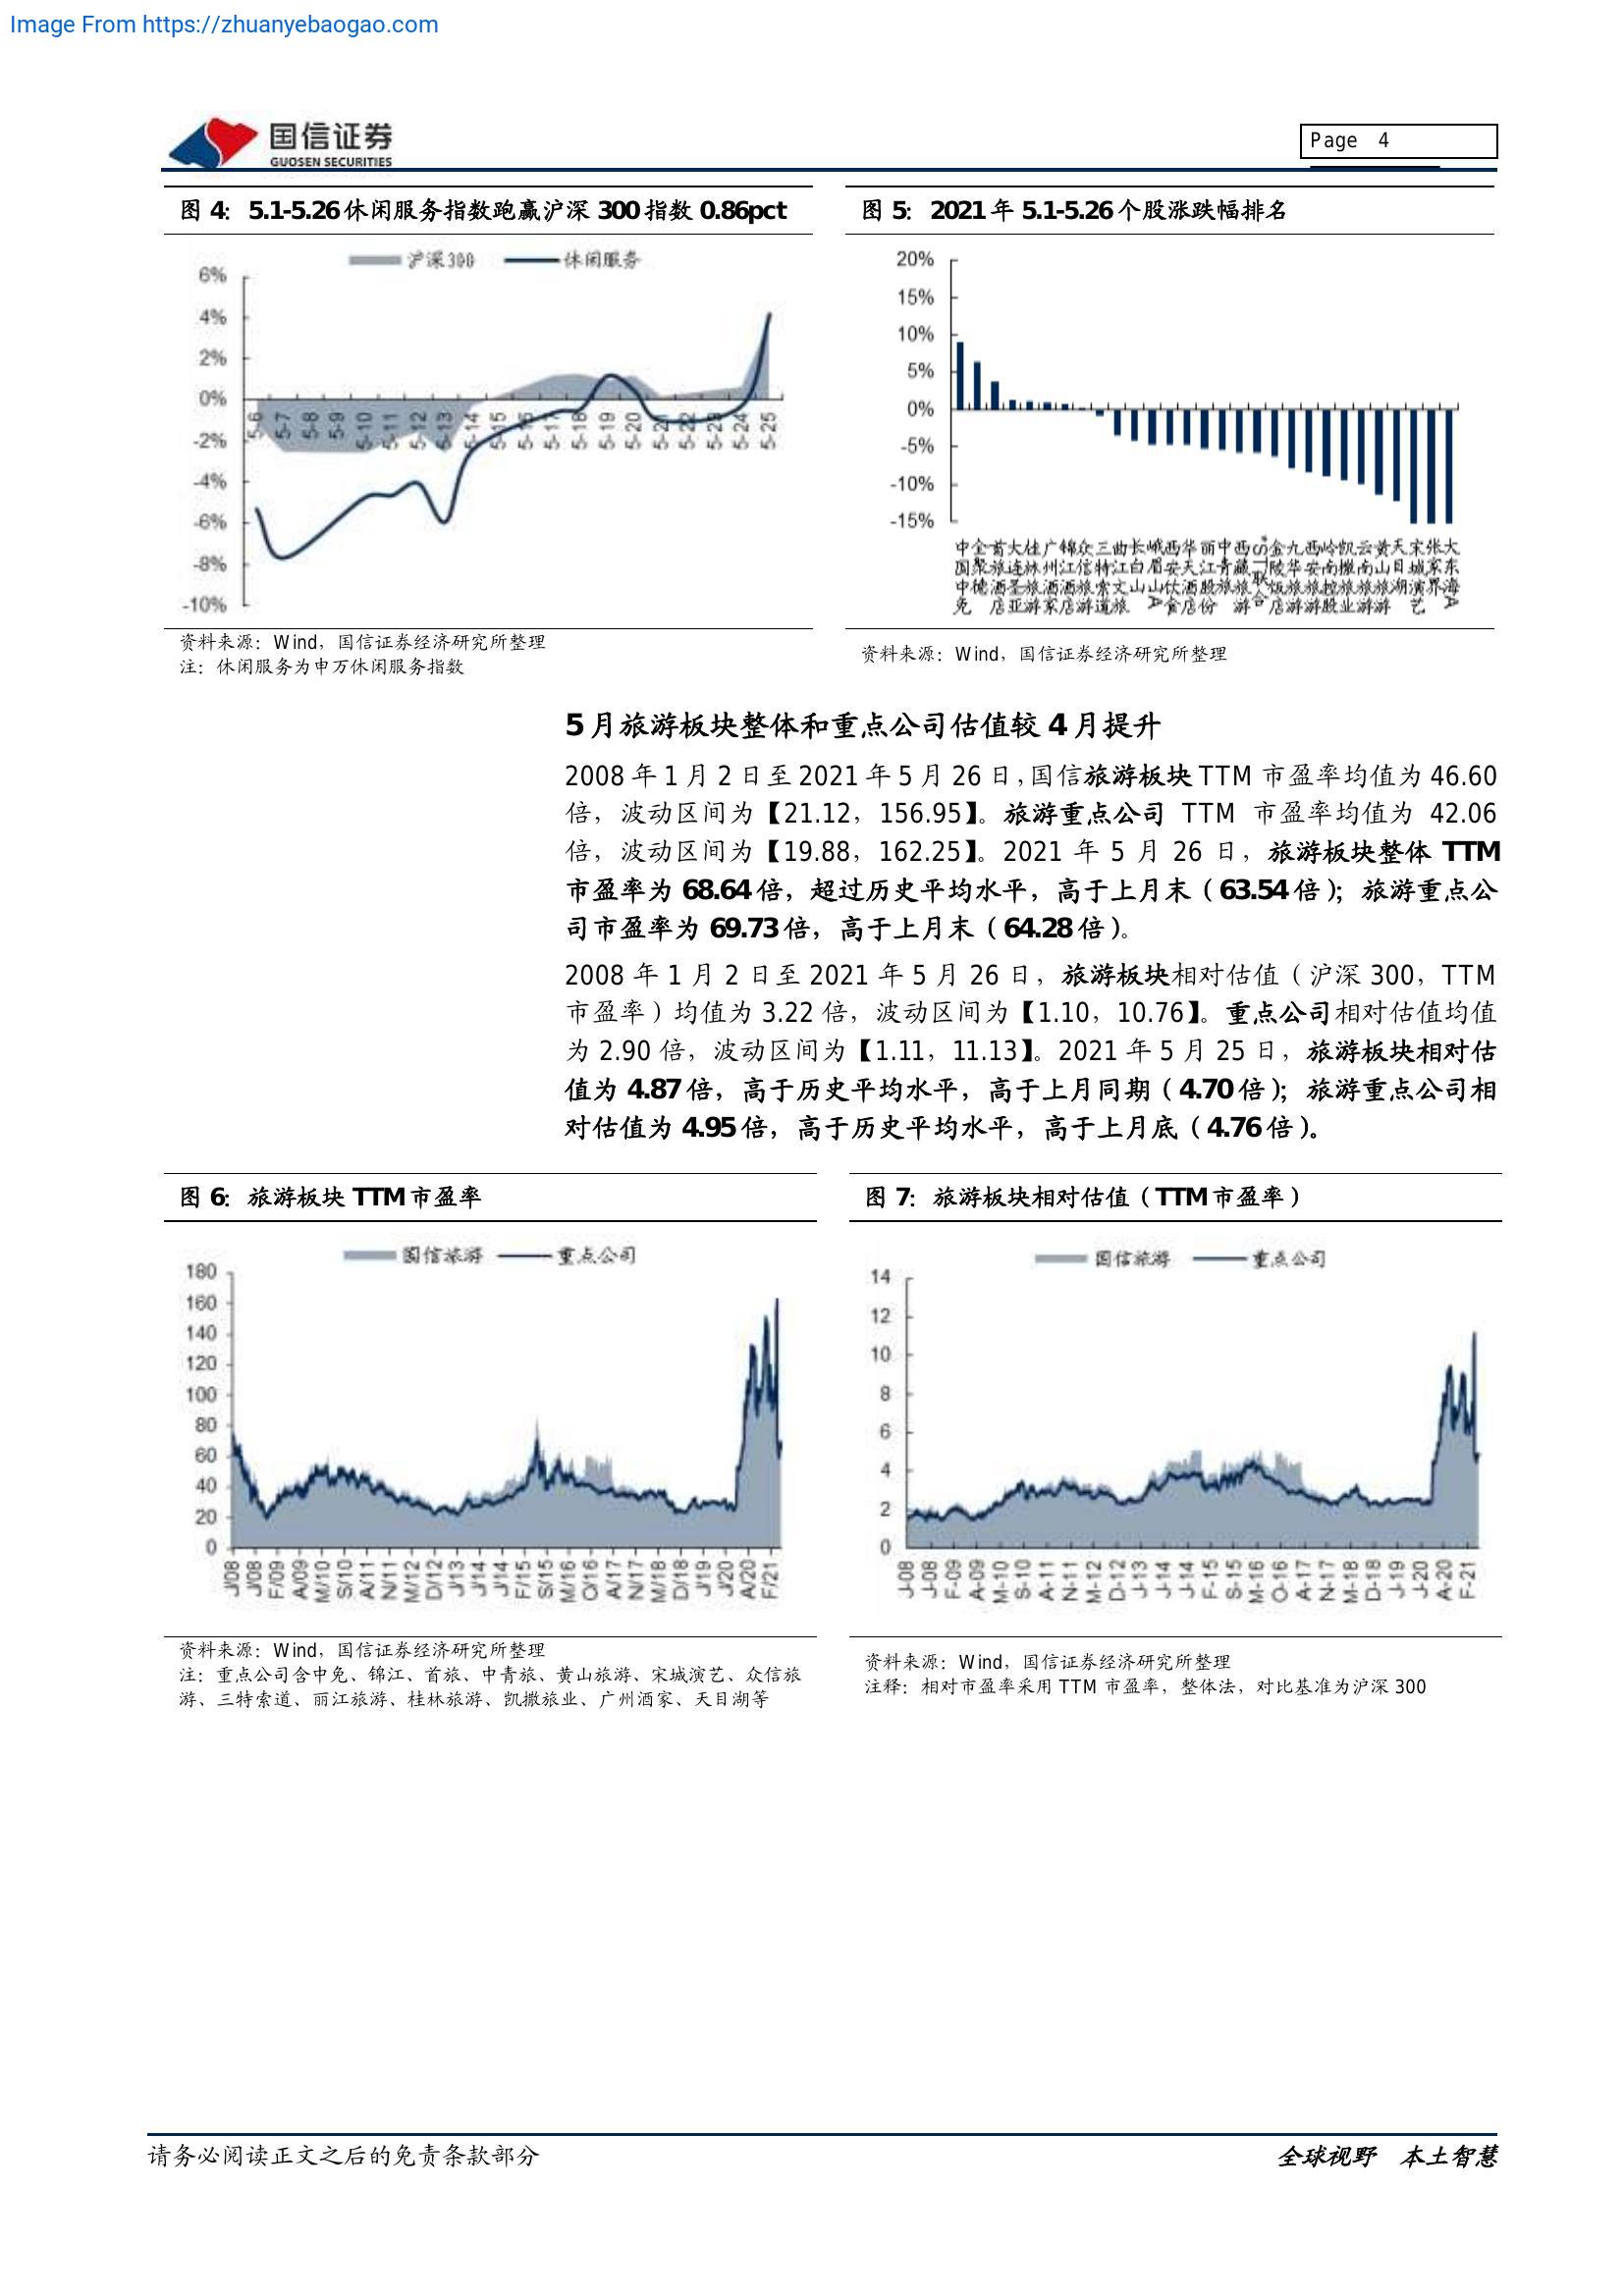 Image From https://zhuanyebaogao.com
国信证券
GUOSEN SECURITIES
Page 4
图 4：5.1-5.26 休闲服务指数跑赢沪深 300 指数 0.86pct
沪深300 休闲服务
6%
4%
2%
0%
-2%
-4%
-6%
-8%
-10%
5-6 5-7 5-8 5-9 5-10 5-11 5-12 5-13 5-14 5-15 5-16 5-17 5-18 5-19 5-20 5-21 5-22 5-23 5-24 5-25
资料来源：Wind，国信证券经济研究所整理
注：休闲服务为申万休闲服务指数
图 5：2021 年 5.1-5.26 个股涨跌幅排名
20%
15%
10%
5%
0%
-5%
-10%
-15%
中国中免 全聚德 首旅酒店 大连圣亚 桂林旅游 广州酒家 锦江酒店 众信旅游 三特索道 曲江文旅 长白山 峨眉山A 西安饮食 华天酒店 丽江股份 中青旅 西藏旅游 *ST联合 金陵饭店 九华旅游 西安旅游 岭南控股 凯撒旅业 云南旅游 黄山旅游 天目湖 宋城演艺 张家界 大东海A
资料来源：Wind，国信证券经济研究所整理
5 月旅游板块整体和重点公司估值较 4 月提升
2008 年 1 月 2 日至 2021 年 5 月 26 日，国信旅游板块 TTM 市盈率均值为 46.60
倍，波动区间为【21.12，156.95】。旅游重点公司 TTM 市盈率均值为 42.06
倍，波动区间为【19.88，162.25】。2021 年 5 月 26 日，旅游板块整体 TTM
市盈率为 68.64 倍，超过历史平均水平，高于上月末（63.54 倍）；旅游重点公
司市盈率为 69.73 倍，高于上月末（64.28 倍）。
2008 年 1 月 2 日至 2021 年 5 月 26 日，旅游板块相对估值（沪深 300，TTM
市盈率）均值为 3.22 倍，波动区间为【1.10，10.76】。重点公司相对估值均值
为 2.90 倍，波动区间为【1.11，11.13】。2021 年 5 月 25 日，旅游板块相对估
值为 4.87 倍，高于历史平均水平，高于上月同期（4.70 倍）；旅游重点公司相
对估值为 4.95 倍，高于历史平均水平，高于上月底（4.76 倍）。
图 6：旅游板块 TTM 市盈率
国信旅游 重点公司
180
160
140
120
100
80
60
40
20
0
J/08 J/08 F/09 A/09 M/10 S/10 A/11 N/11 M/12 D/12 J/13 J/14 J/14 F/15 S/15 M/16 O/16 A/17 N/17 M/18 D/18 J/19 J/20 A/20 F/21
资料来源：Wind，国信证券经济研究所整理
注：重点公司含中免、锦江、首旅、中青旅、黄山旅游、宋城演艺、众信旅
游、三特索道、丽江旅游、桂林旅游、凯撒旅业、广州酒家、天目湖等
图 7：旅游板块相对估值（TTM 市盈率）
国信旅游 重点公司
14
12
10
8
6
4
2
0
J-08 J-08 F-09 A-09 M-10 S-10 A-11 N-11 M-12 D-12 J-13 J-14 J-14 F-15 S-15 M-16 O-16 A-17 N-17 M-18 D-18 J-19 J-20 A-20 F-21
资料来源：Wind，国信证券经济研究所整理
注释：相对市盈率采用 TTM 市盈率，整体法，对比基准为沪深 300
请务必阅读正文之后的免责条款部分
全球视野 本土智慧